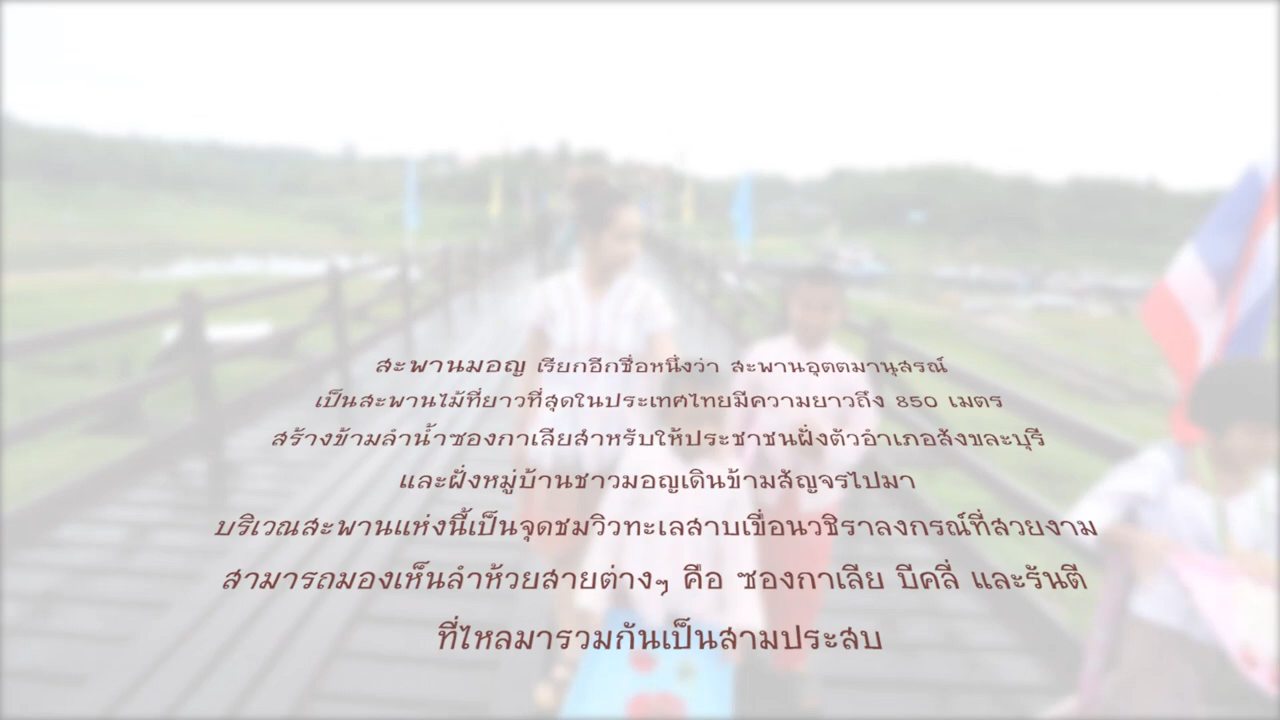 สะพานมอญ เรียกอีกชื่อหนึ่งว่า สะพานอุตตมานุสรณ์
เป็นสะพานไม้ที่ยาวที่สุดในประเทศไทยมีความยาวถึง 850 เมตร
สร้างข้ามลำน้ำซองกาเลียสำหรับให้ประชาชนฝั่งตัวอำเภอสังขละบุรี
และฝั่งหมู่บ้านชาวมอญเดินข้ามสัญจรไปมา
บริเวณสะพานแห่งนี้เป็นจุดชมวิวทะเลสาบเขื่อนวชิราลงกรณ์ที่สวยงาม
สามารถมองเห็นลำห้วยสายต่างๆ คือ ซองกาเลีย บีคลี่ และรันตี
ที่ไหลมารวมกันเป็นสามประสบ